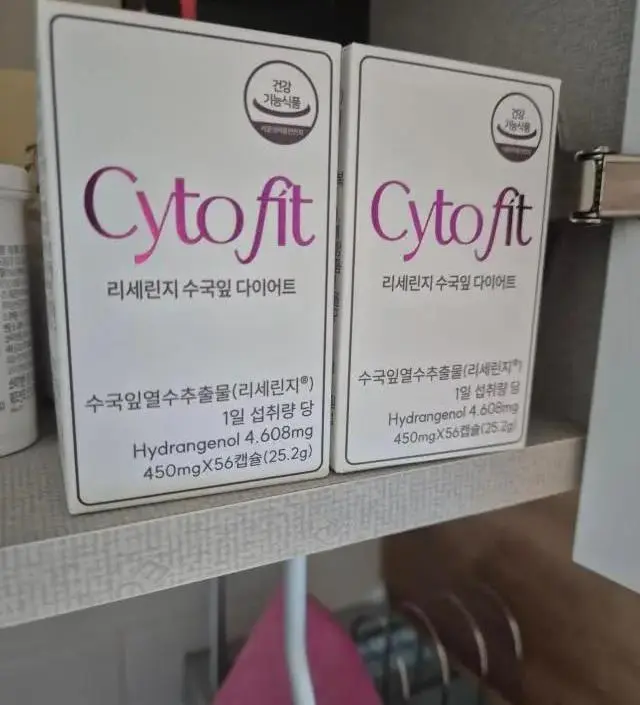 건강
기능식품
Cytofit
리세린지 수국잎 다이어트
수국잎열수추출물(리세린지®)
1일 섭취량 당
Hydrangenol 4.608mg
450mgX56캡슐(25.2g)
건강
기능식품
Cytofit
리세린지 수국잎 다이어트
수국잎열수추출물(리세린지®)
1일 섭취량 당
Hydrangenol 4.608mg
450mgX56캡슐(25.2g)